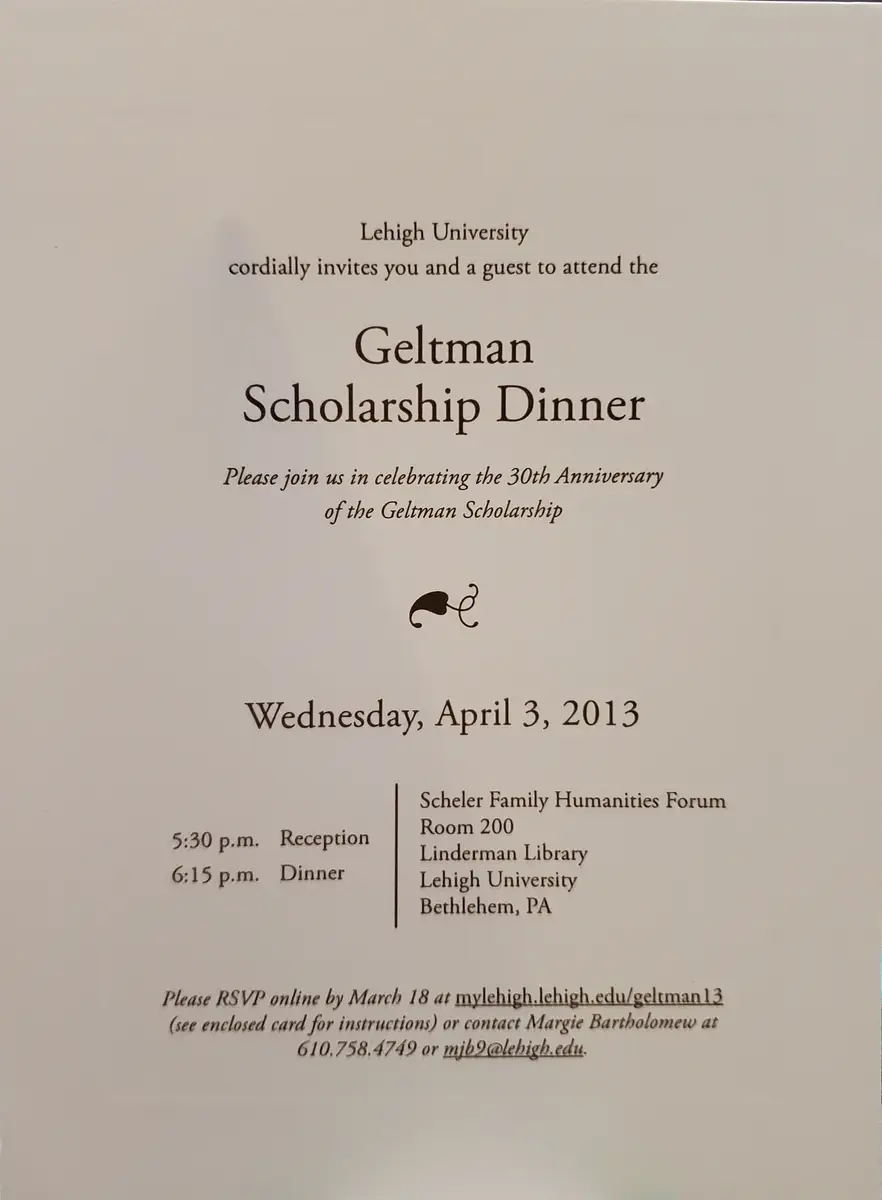 Lehigh University
cordially invites you and a guest to attend the
Geltman
Scholarship Dinner
Please join us in celebrating the 30th Anniversary
of the Geltman Scholarship
Wednesday, April 3, 2013
5:30 p.m. Reception
6:15 p.m. Dinner
Scheler Family Humanities Forum
Room 200
Linderman Library
Lehigh University
Bethlehem, PA
Please RSVP online by March 18 at mylehigh.lehigh.edu/geltman13
(see enclosed card for instructions) or contact Margie Bartholomew at
610.758.4749 or mjb9@lehigh.edu.